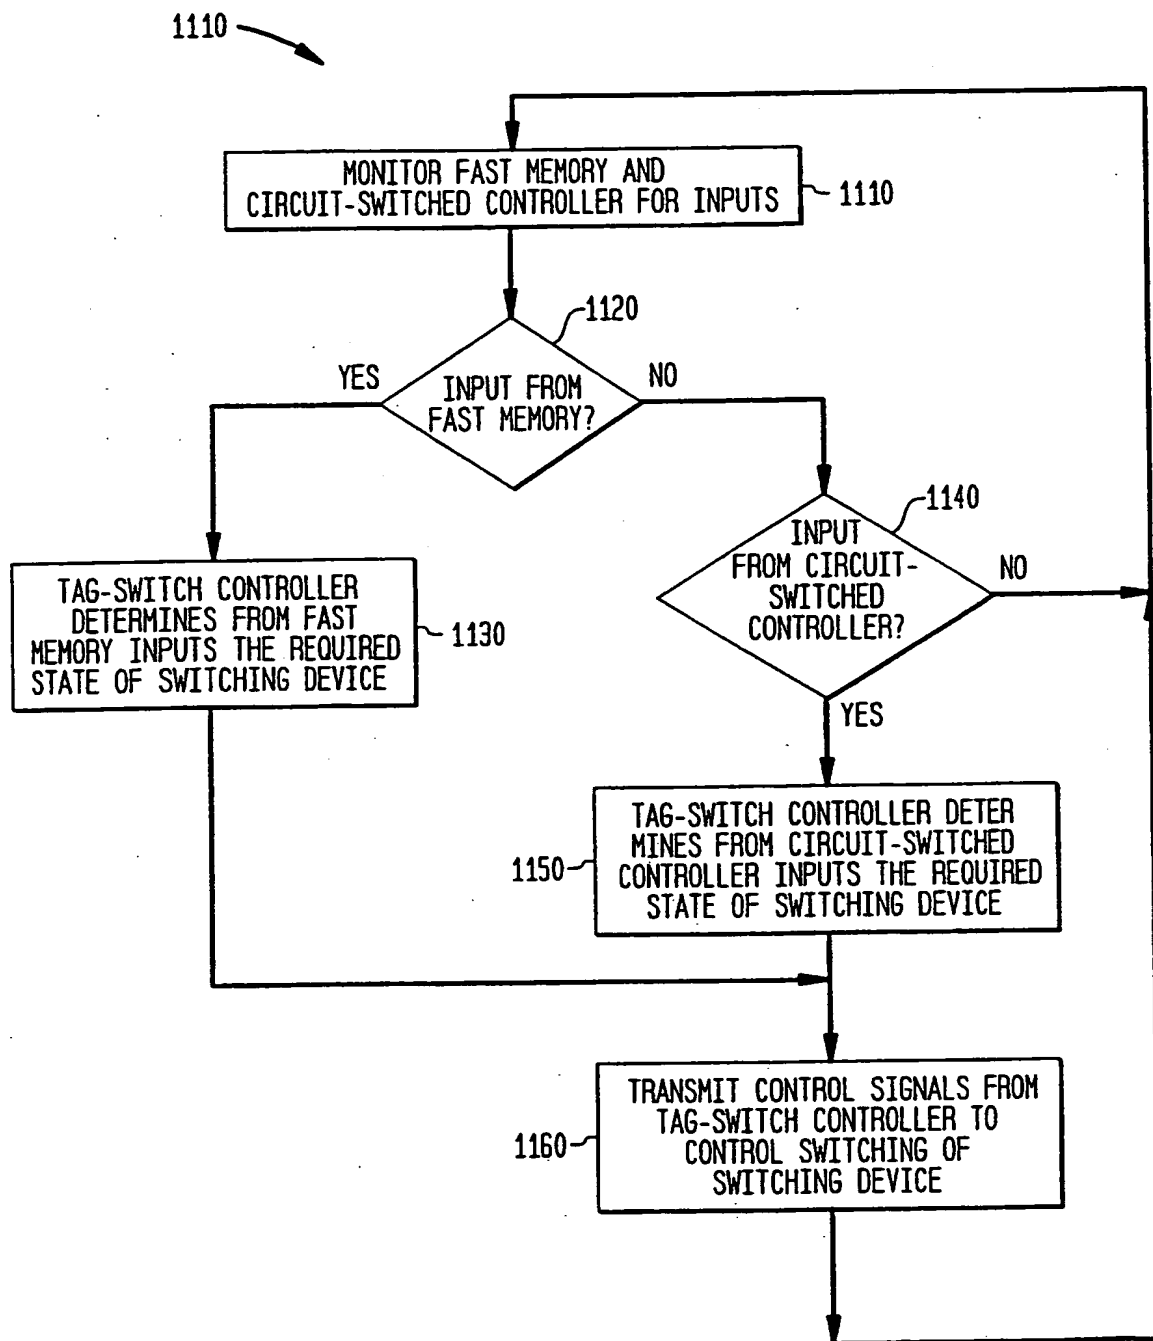 1110
MONITOR FAST MEMORY AND
CIRCUIT-SWITCHED CONTROLLER FOR INPUTS
1110
1120
YES
NO
INPUT FROM
FAST MEMORY?
1140
INPUT
FROM CIRCUIT-
SWITCHED
CONTROLLER?
NO
YES
TAG-SWITCH CONTROLLER
DETERMINES FROM FAST
MEMORY INPUTS THE REQUIRED
STATE OF SWITCHING DEVICE
1130
TAG-SWITCH CONTROLLER DETER
MINES FROM CIRCUIT-SWITCHED
CONTROLLER INPUTS THE REQUIRED
STATE OF SWITCHING DEVICE
1150
TRANSMIT CONTROL SIGNALS FROM
TAG-SWITCH CONTROLLER TO
CONTROL SWITCHING OF
SWITCHING DEVICE
1160